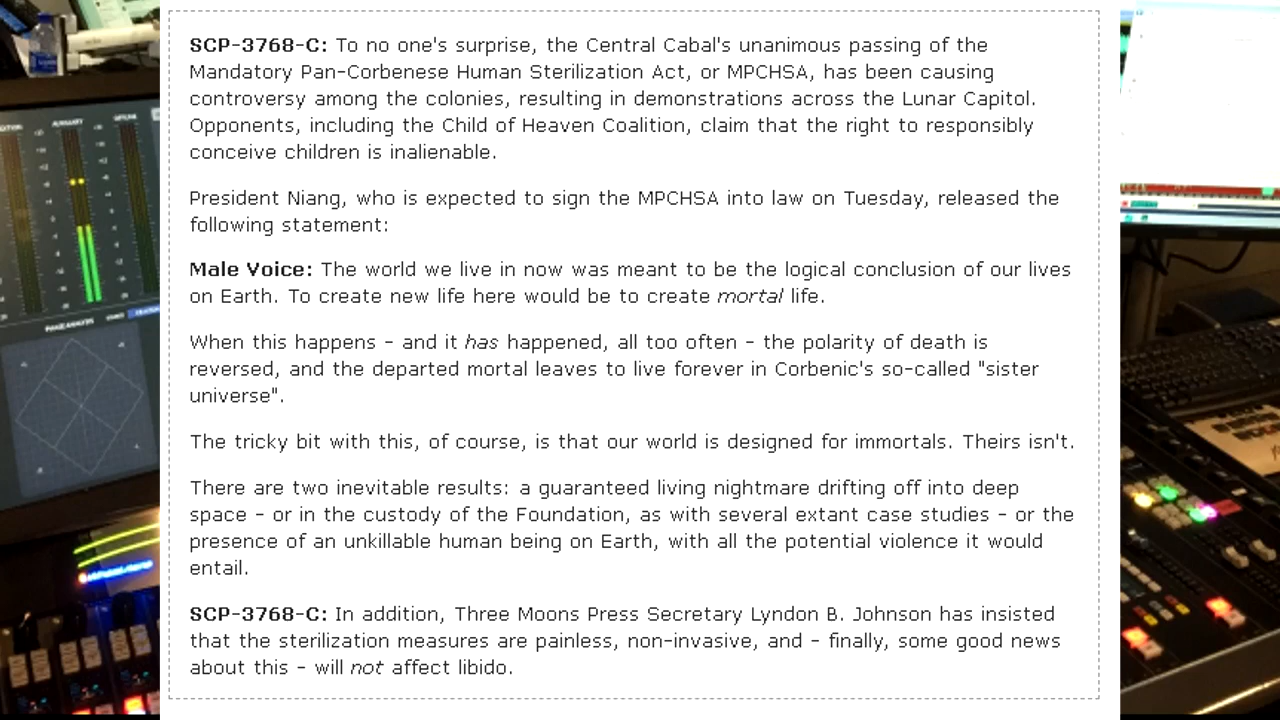 SCP-3768-C: To no one's surprise, the Central Cabal's unanimous passing of the
Mandatory Pan-Corbenese Human Sterilization Act, or MPCHSA, has been causing
controversy among the colonies, resulting in demonstrations across the Lunar Capitol.
Opponents, including the Child of Heaven Coalition, claim that the right to responsibly
conceive children is inalienable.
President Niang, who is expected to sign the MPCHSA into law on Tuesday, released the
following statement:
Male Voice: The world we live in now was meant to be the logical conclusion of our lives
on Earth. To create new life here would be to create mortal life.
When this happens – and it has happened, all too often – the polarity of death is
reversed, and the departed mortal leaves to live forever in Corbenic's so-called "sister
universe".
The tricky bit with this, of course, is that our world is designed for immortals. Theirs isn't.
There are two inevitable results: a guaranteed living nightmare drifting off into deep
space – or in the custody of the Foundation, as with several extant case studies – or the
presence of an unkillable human being on Earth, with all the potential violence it would
entail.
SCP-3768-C: In addition, Three Moons Press Secretary Lyndon B. Johnson has insisted
that the sterilization measures are painless, non-invasive, and – finally, some good news
about this – will not affect libido.